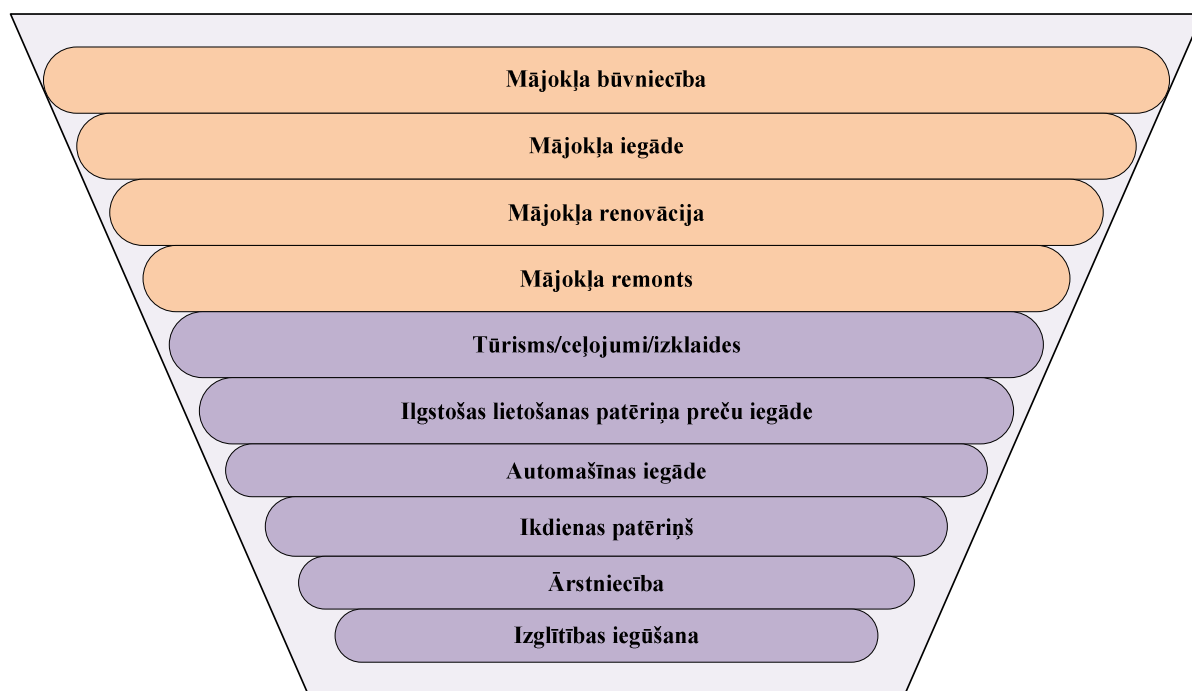 Mājokļa būvniecība
Mājokļa iegāde
Mājokļa renovācija
Mājokļa remonts
Tūrisms/ceļojumi/izklaides
Ilgstošas lietošanas patēriņa preču iegāde
Automašīnas iegāde
Ikdienas patēriņš
Ārstniecība
Izglītības iegūšana